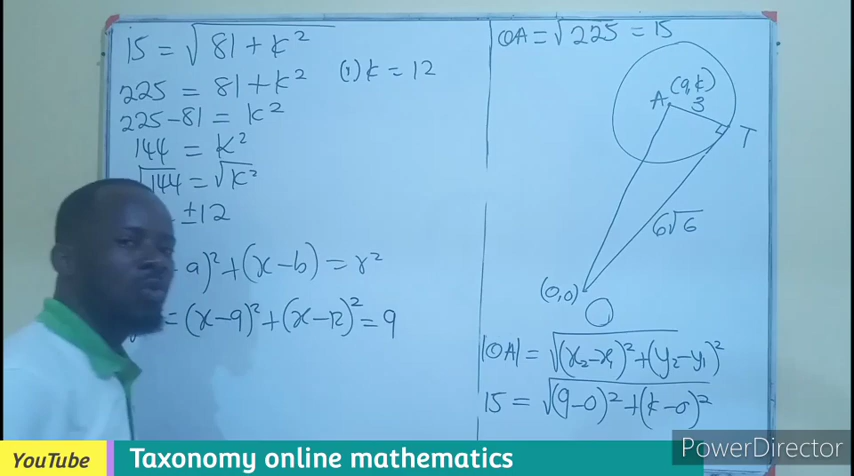 15 = √81 + k²
225 = 81 + k²
(1) k = 12
225 - 81 = k²
144 = k²
√144 = √k²
±12
a)² + (x - b) = r²
= (x - 9)² + (x - 12)² = 9
|OA = √225 = 15
(9, k)
A
3
T
6√6
(0,0)
O
|OA| = √(x₂ - x₁)² + (y₂ - y₁)²
15 = √(9 - 0)² + (k - 0)²
PowerDirector
YouTube
Taxonomy online mathematics